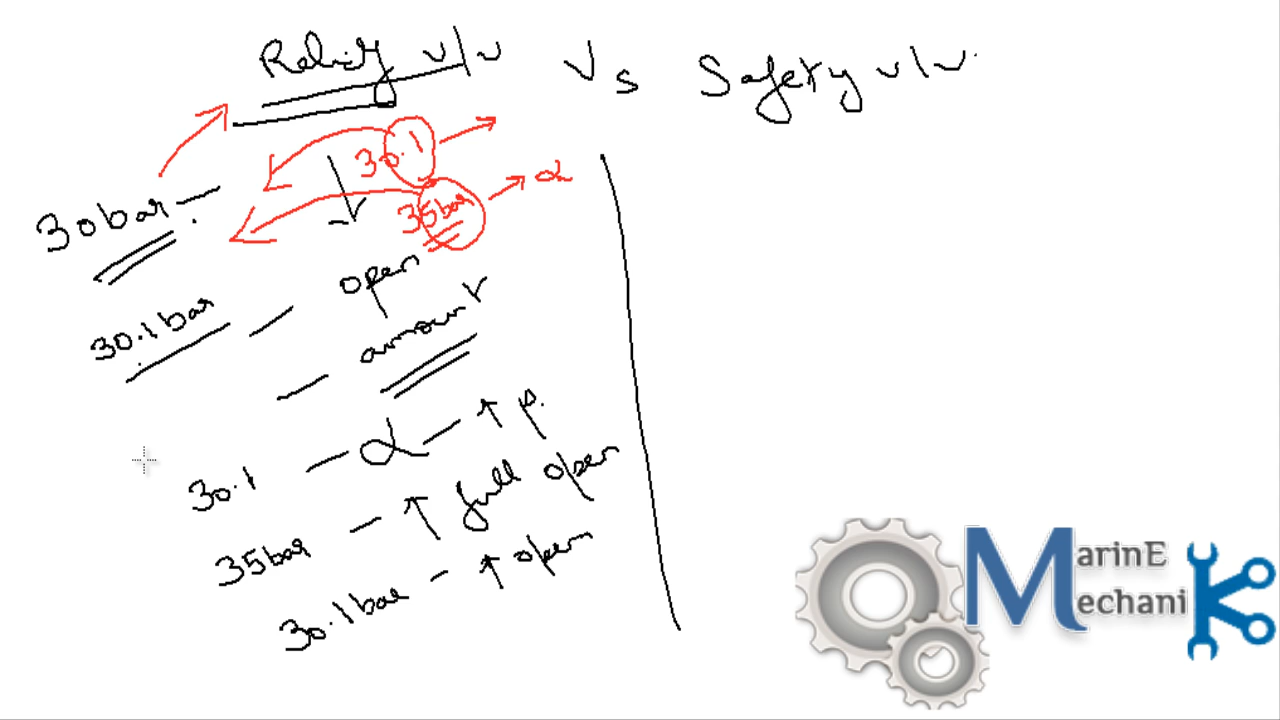 Relief v/v Vs Safety v/v.
30.1
30bar
35bar
α
open
30.1bar
amount
30.1 α ↑ p.
35bar ↑ full open
30.1bar ↑ open
MarinE
Mechanik